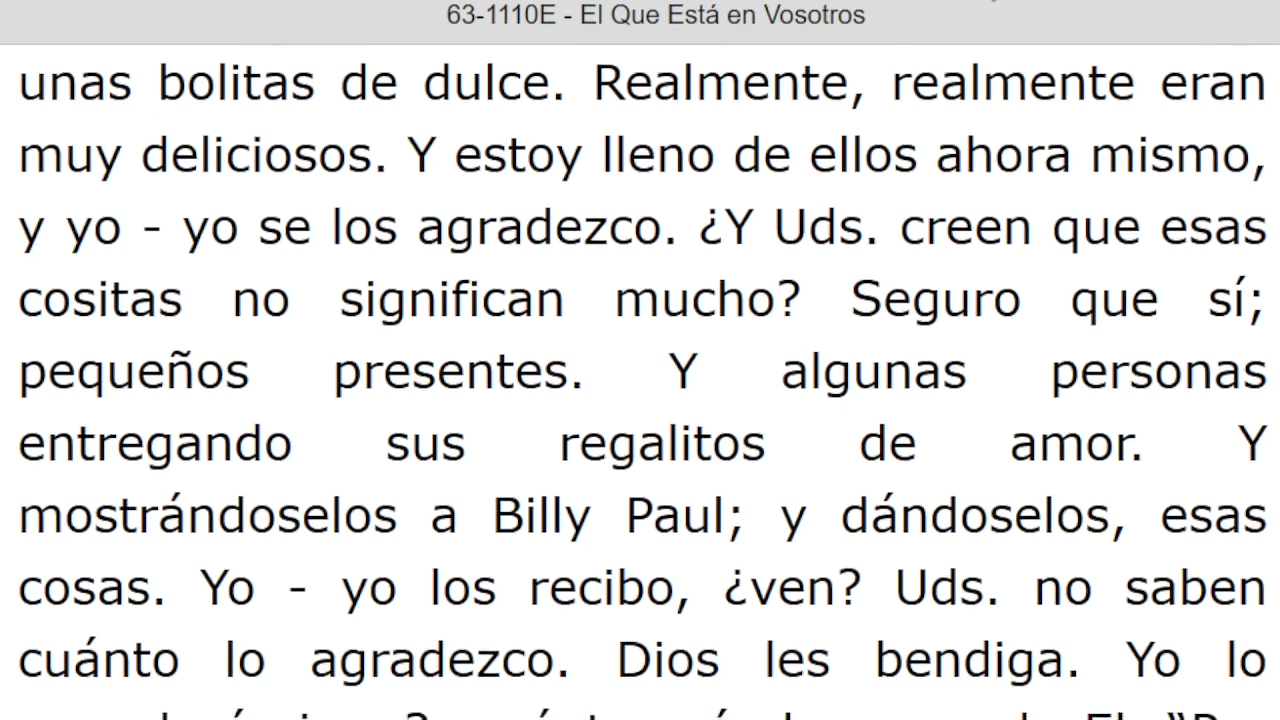 63-1110E - El Que Está en Vosotros
unas bolitas de dulce. Realmente, realmente eran
muy deliciosos. Y estoy lleno de ellos ahora mismo,
y yo - yo se los agradezco. ¿Y Uds. creen que esas
cositas no significan mucho? Seguro que sí;
pequeños presentes. Y algunas personas
entregando sus regalitos de amor. Y
mostrándoselos a Billy Paul; y dándoselos, esas
cosas. Yo - yo los recibo, ¿ven? Uds. no saben
cuánto lo agradezco. Dios les bendiga. Yo lo